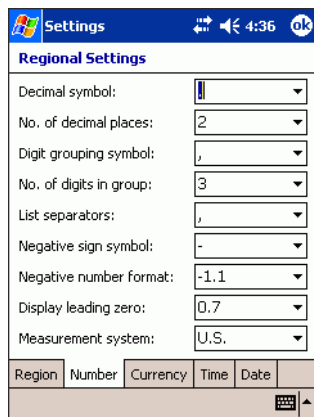 Settings 4:36 ok
Regional Settings
Decimal symbol: .
No. of decimal places: 2
Digit grouping symbol: ,
No. of digits in group: 3
List separators: ,
Negative sign symbol: -
Negative number format: -1.1
Display leading zero: 0.7
Measurement system: U.S.
Region Number Currency Time Date